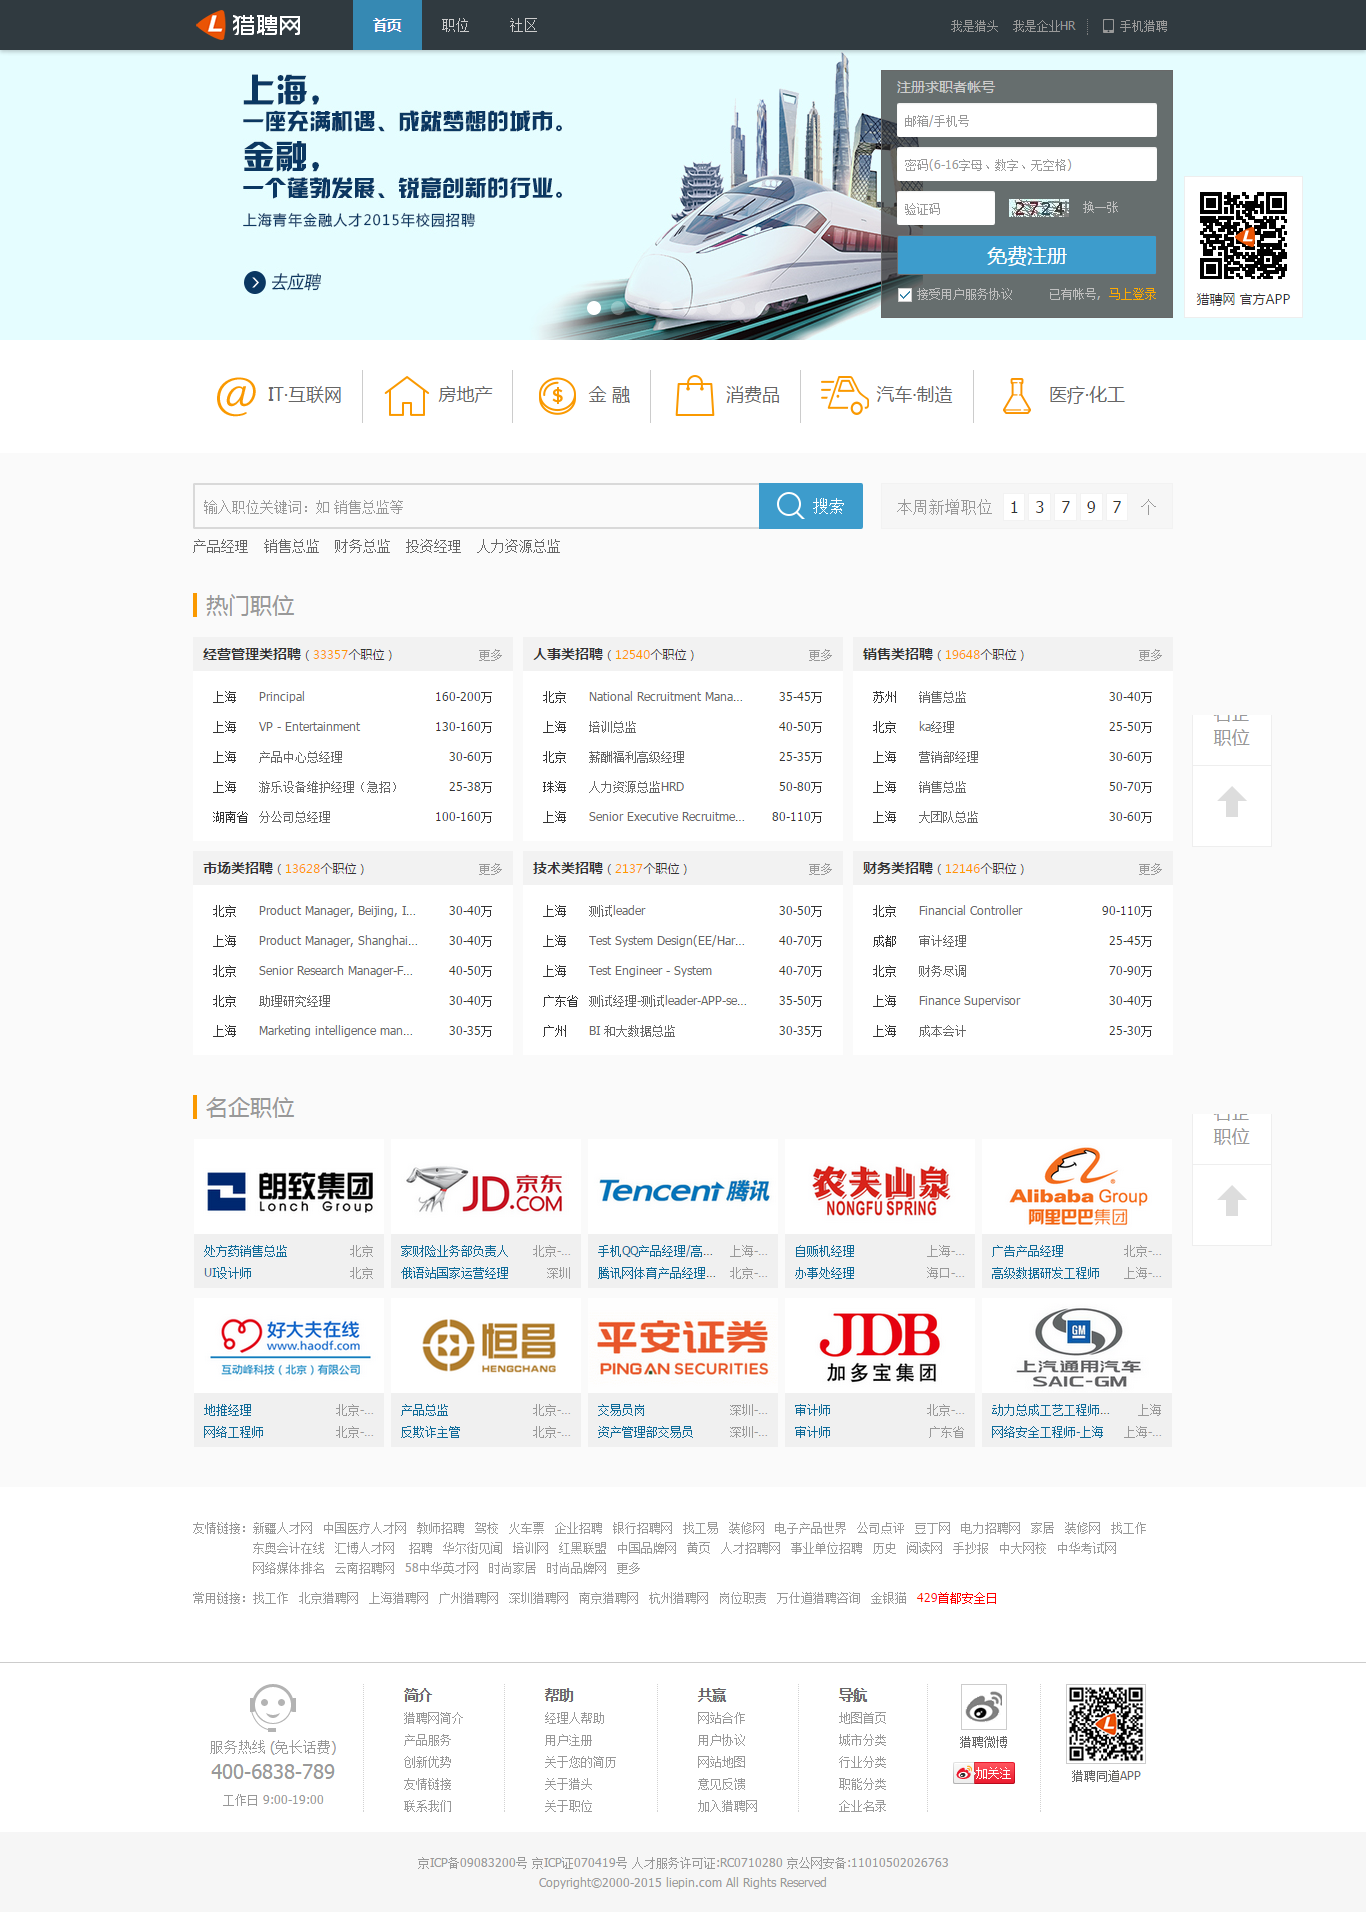 猎聘网
首页 职位 社区
我是猎头 我是企业HR 手机猎聘
上海，
一座充满机遇、成就梦想的城市。
金融，
一个蓬勃发展、锐意创新的行业。
上海青年金融人才2015年校园招聘
去应聘
注册求职者帐号
邮箱/手机号
密码(6-16字母、数字、无空格)
验证码 2724 换一张
免费注册
接受用户服务协议 已有帐号，马上登录
猎聘网 官方APP
IT·互联网 房地产 金 融 消费品 汽车·制造 医疗·化工
输入职位关键词：如 销售总监等 搜索
本周新增职位 1 3 7 9 7 个
产品经理 销售总监 财务总监 投资经理 人力资源总监
热门职位
经营管理类招聘（33357个职位） 更多
上海 Principal 160-200万
上海 VP - Entertainment 130-160万
上海 产品中心总经理 30-60万
上海 游乐设备维护经理（急招） 25-38万
湖南省 分公司总经理 100-160万
人事类招聘（12540个职位） 更多
北京 National Recruitment Mana... 35-45万
上海 培训总监 40-50万
北京 薪酬福利高级经理 25-35万
珠海 人力资源总监HRD 50-80万
上海 Senior Executive Recruitme... 80-110万
销售类招聘（19648个职位） 更多
苏州 销售总监 30-40万
北京 ka经理 25-50万
上海 营销部经理 30-60万
上海 销售总监 50-70万
上海 大团队总监 30-60万
名企
职位
市场类招聘（13628个职位） 更多
北京 Product Manager, Beijing, I... 30-40万
上海 Product Manager, Shanghai... 30-40万
北京 Senior Research Manager-F... 40-50万
北京 助理研究经理 30-40万
上海 Marketing intelligence man... 30-35万
技术类招聘（2137个职位） 更多
上海 测试leader 30-50万
上海 Test System Design(EE/Har... 40-70万
上海 Test Engineer - System 40-70万
广东省 测试经理-测试leader-APP-se... 35-50万
广州 BI 和大数据总监 30-35万
财务类招聘（12146个职位） 更多
北京 Financial Controller 90-110万
成都 审计经理 25-45万
北京 财务尽调 70-90万
上海 Finance Supervisor 30-40万
上海 成本会计 25-30万
名企职位
名企
职位
朗致集团
Lonch Group
处方药销售总监 北京
UI设计师 北京
JD.COM 京东
家财险业务部负责人 北京-...
俄语站国家运营经理 深圳
Tencent 腾讯
手机QQ产品经理/高... 上海-...
腾讯网体育产品经理... 北京-...
农夫山泉
NONGFU SPRING
自贩机经理 上海-...
办事处经理 海口-...
Alibaba Group
阿里巴巴集团
广告产品经理 北京-...
高级数据研发工程师 上海-...
好大夫在线
www.haodf.com
互动峰科技（北京）有限公司
地推经理 北京-...
网络工程师 北京-...
恒昌
HENGCHANG
产品总监 北京-...
反欺诈主管 北京-...
平安证券
PING AN SECURITIES
交易员岗 深圳-...
资产管理部交易员 深圳-...
JDB
加多宝集团
审计师 北京-...
审计师 广东省
GM
上汽通用汽车
SAIC-GM
动力总成工艺工程师... 上海
网络安全工程师-上海 上海-...
友情链接：新疆人才网 中国医疗人才网 教师招聘 驾校 火车票 企业招聘 银行招聘网 找工易 装修网 电子产品世界 公司点评 豆丁网 电力招聘网 家居 装修网 找工作
东奥会计在线 汇博人才网 招聘 华尔街见闻 培训网 红黑联盟 中国品牌网 黄页 人才招聘网 事业单位招聘 历史 阅读网 手抄报 中大网校 中华考试网
网络媒体排名 云南招聘网 58中华英才网 时尚家居 时尚品牌网 更多
常用链接：找工作 北京猎聘网 上海猎聘网 广州猎聘网 深圳猎聘网 南京猎聘网 杭州猎聘网 岗位职责 万仕道猎聘咨询 金银猫 429首都安全日
服务热线 (免长话费)
400-6838-789
工作日 9:00-19:00
简介
猎聘网简介
产品服务
创新优势
友情链接
联系我们
帮助
经理人帮助
用户注册
关于您的简历
关于猎头
关于职位
共赢
网站合作
用户协议
网站地图
意见反馈
加入猎聘网
导航
地图首页
城市分类
行业分类
职能分类
企业名录
猎聘微博
加关注
猎聘同道APP
京ICP备09083200号 京ICP证070419号 人才服务许可证:RC0710280 京公网安备:11010502026763
Copyright©2000-2015 liepin.com All Rights Reserved